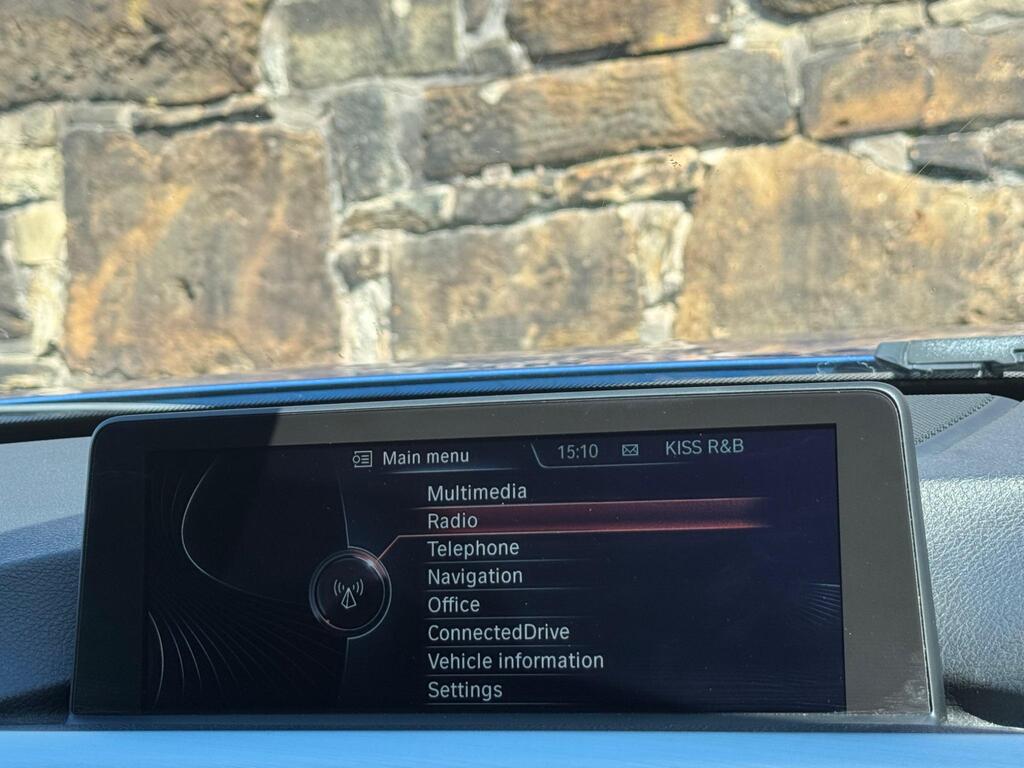 Main menu 15:10 KISS R&B
Multimedia
Radio
Telephone
Navigation
Office
ConnectedDrive
Vehicle information
Settings